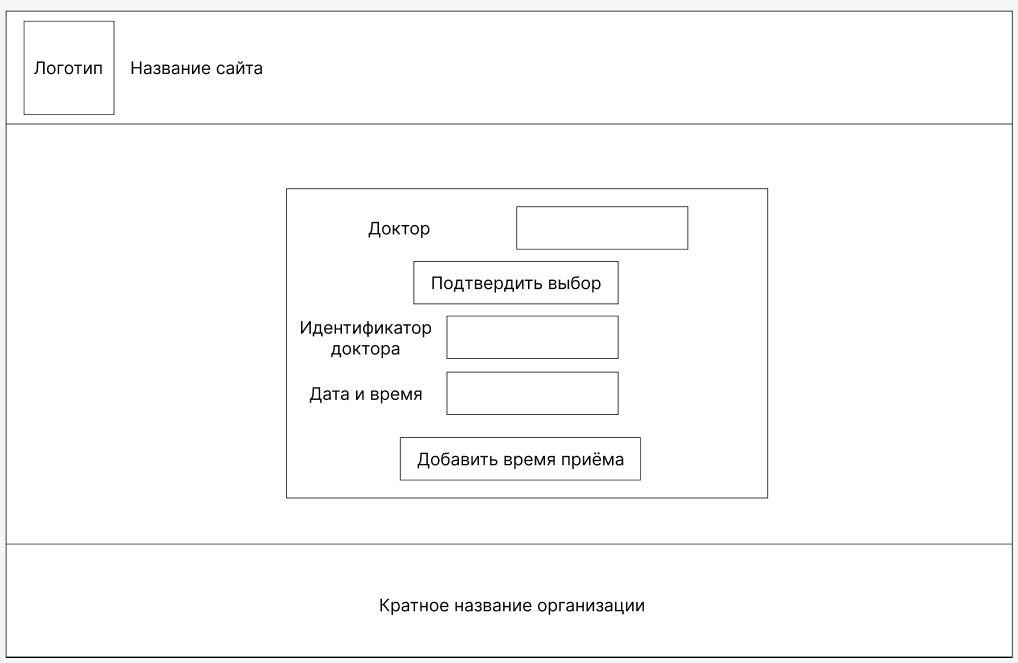 Логотип
Название сайта
Доктор
Подтвердить выбор
Идентификатор
доктора
Дата и время
Добавить время приёма
Кратное название организации